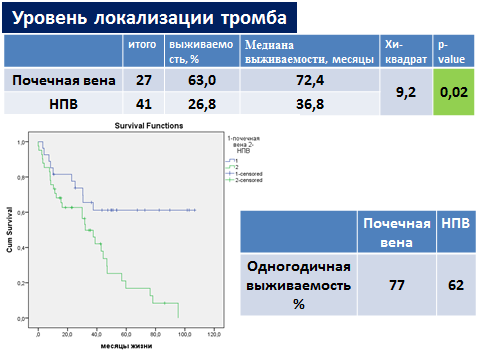 Уровень локализации тромба
итого выживаемо сть, % Медиана выживаемости, месяцы Хи-квадрат p-value
Почечная вена 27 63,0 72,4 9,2 0,02
НПВ 41 26,8 36,8
Survival Functions
1-почечная
вена 2-
НПВ
1
2
1-censored
2-censored
Cum Survival
1,0
0,8
0,6
0,4
0,2
0,0
,0 20,0 40,0 60,0 80,0 100,0 120,0
месяцы жизни
Почечная вена НПВ
Одногодичная выживаемость % 77 62